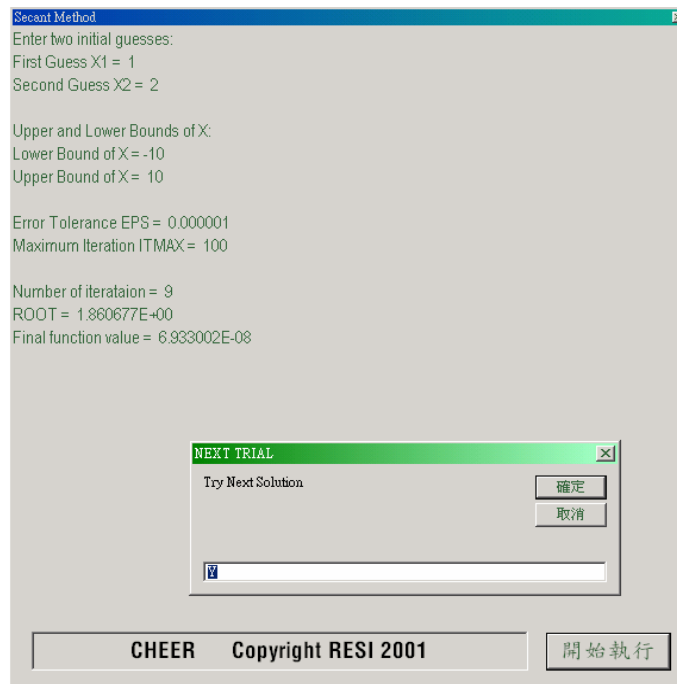 Secant Method
Enter two initial guesses:
First Guess X1 = 1
Second Guess X2 = 2
Upper and Lower Bounds of X:
Lower Bound of X = -10
Upper Bound of X = 10
Error Tolerance EPS = 0.000001
Maximum Iteration ITMAX = 100
Number of iterataion = 9
ROOT = 1.860677E+00
Final function value = 6.933002E-08
NEXT TRIAL
Try Next Solution
確定
取消
Y
CHEER Copyright RESI 2001
開始執行